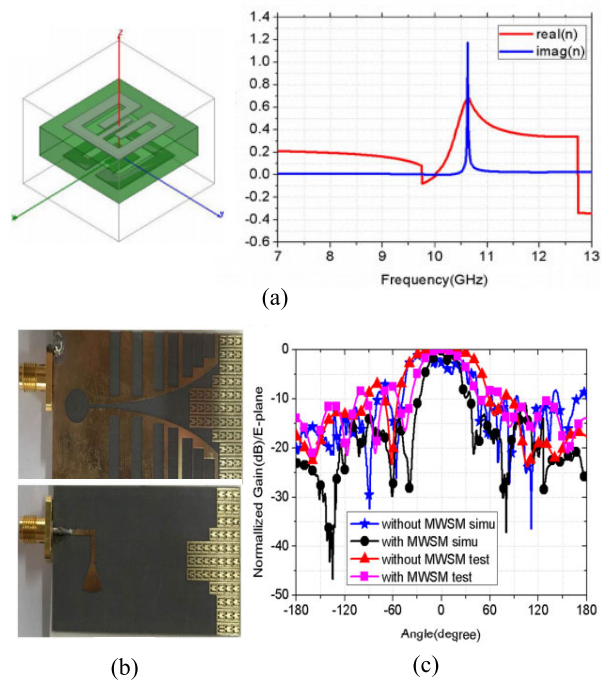 z
y
1.4
1.2
1.0
0.8
0.6
0.4
0.2
0.0
-0.2
-0.4
-0.6
real(n)
imag(n)
7 8 9 10 11 12 13
Frequency(GHz)
(a)
0
-10
-20
-30
-40
-50
Normallized Gain(dB)/E-plane
without MWSM simu
with MWSM simu
without MWSM test
with MWSM test
-180 -120 -60 0 60 120 180
Angle(degree)
(b)
(c)